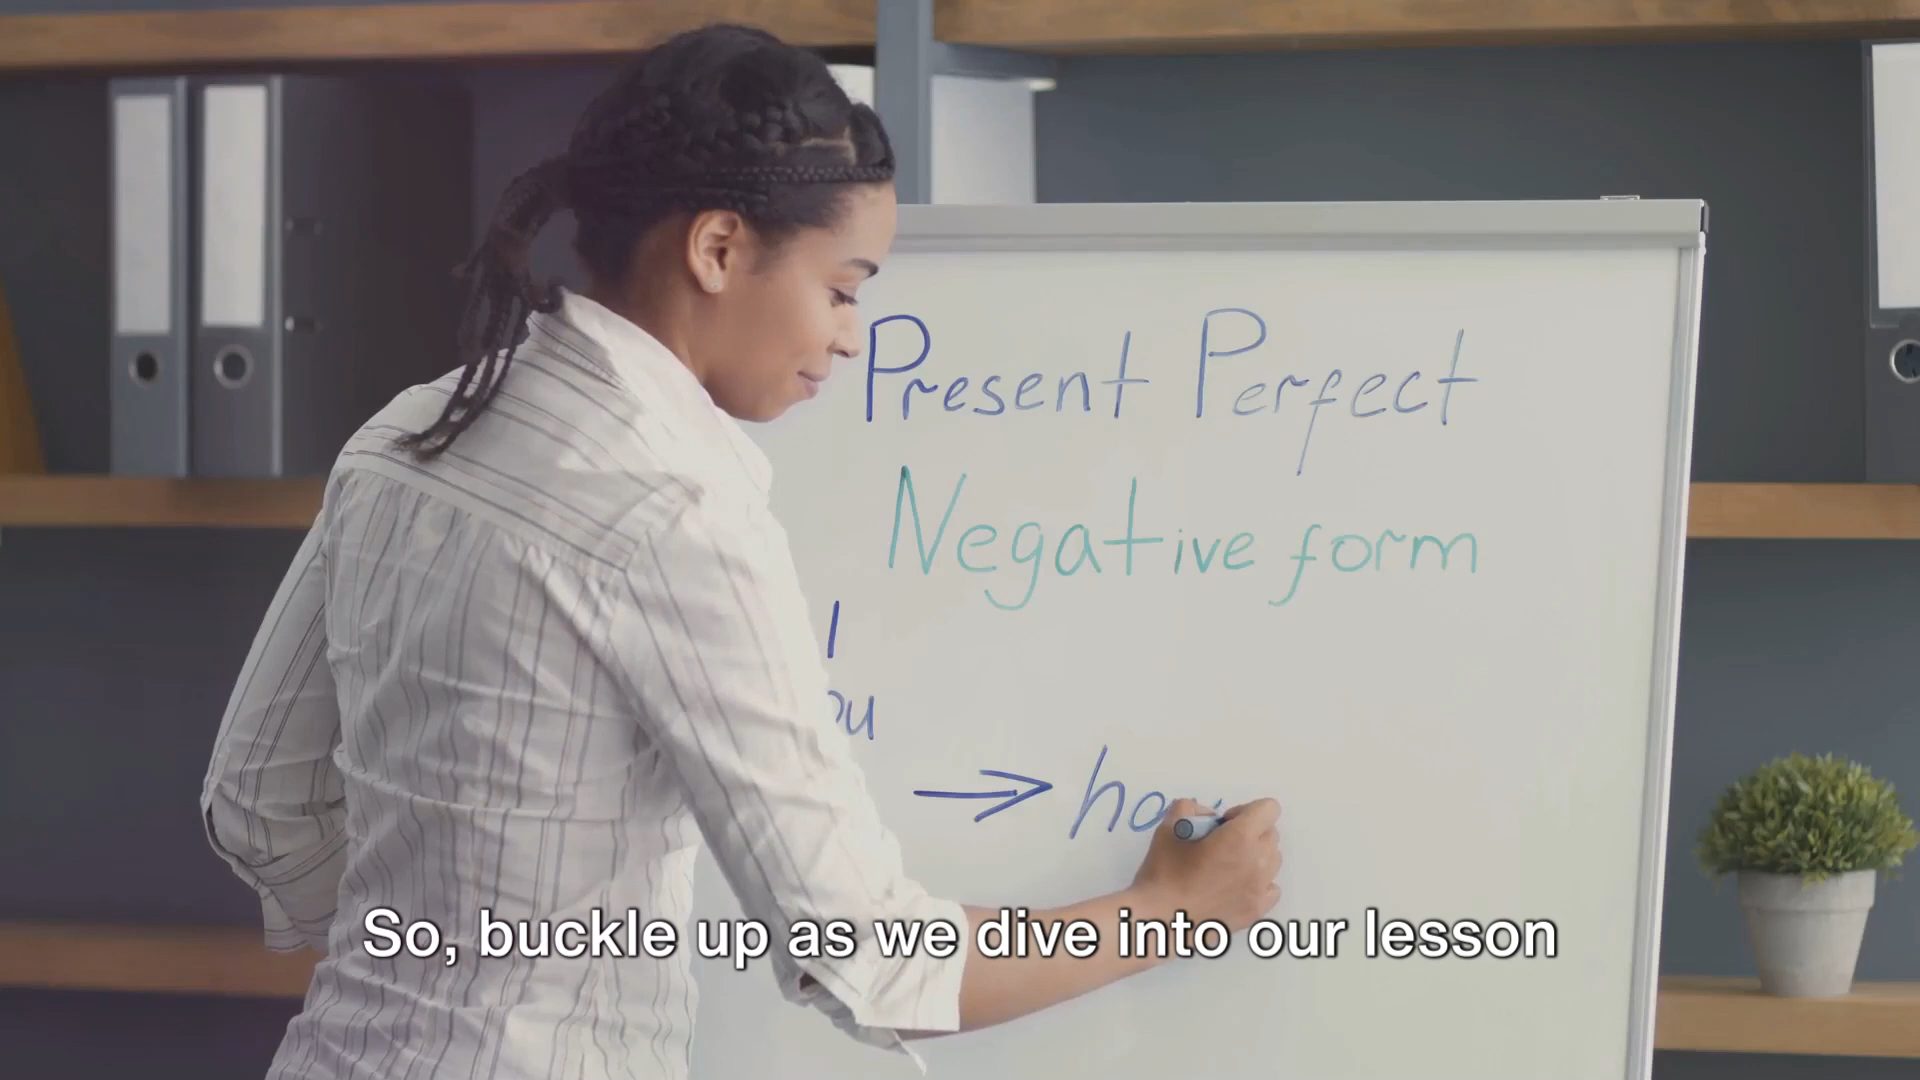 Present Perfect
Negative form
I
ou
→ ha
So, buckle up as we dive into our lesson